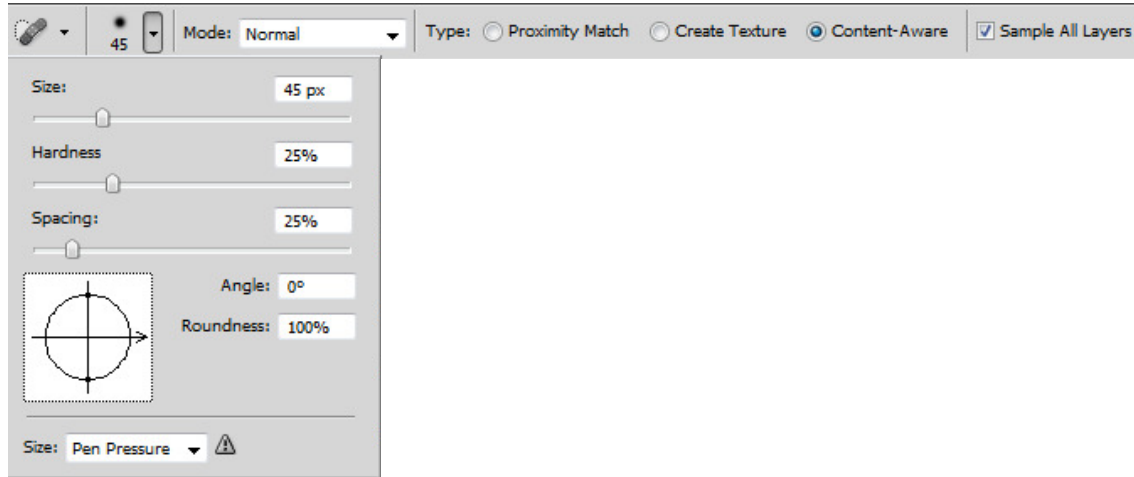 45 Mode: Normal Type: Proximity Match Create Texture Content-Aware Sample All Layers
Size: 45 px
Hardness 25%
Spacing: 25%
Angle: 0º
Roundness: 100%
Size: Pen Pressure